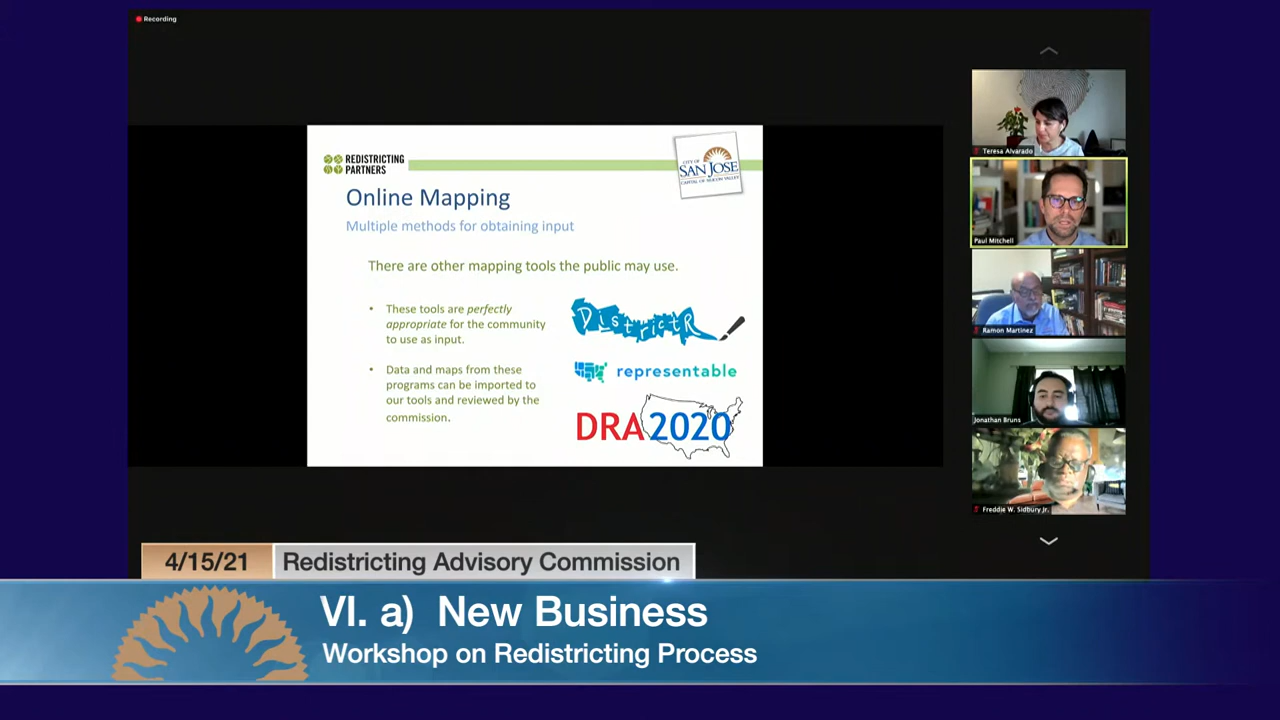 Recording
REDISTRICTING
PARTNERS
CITY OF
SAN JOSE
CAPITAL OF SILICON VALLEY
Online Mapping
Multiple methods for obtaining input
There are other mapping tools the public may use.
• These tools are perfectly
appropriate for the community
to use as input.
• Data and maps from these
programs can be imported to
our tools and reviewed by the
commission.
DistrictR
representable
DRA2020
Teresa Alvarado
Paul Mitchell
Ramon Martinez
Jonathan Bruns
Freddie W. Sidbury Jr.
4/15/21
Redistricting Advisory Commission
VI. a) New Business
Workshop on Redistricting Process